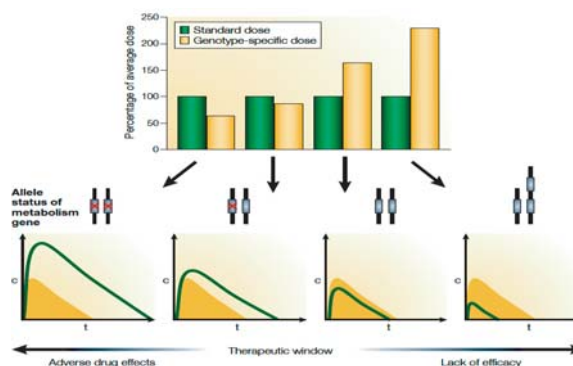 250
200
150
100
50
0
Percentage of average dose
Standard dose
Genotype-specific dose
Allele
status of
metabolism
gene
c
t
c
t
c
t
c
t
Therapeutic window
Adverse drug effects
Lack of efficacy